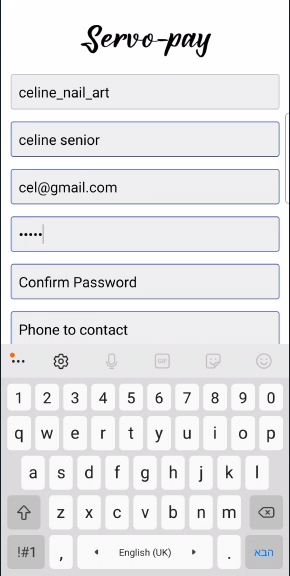 Servo-pay
celine_nail_art
celine senior
cel@gmail.com
•••••
Confirm Password
Phone to contact
GIF
1 2 3 4 5 6 7 8 9 0
q w e r t y u i o p
a s d f g h j k l
z x c v b n m
!#1 , English (UK) . הבא